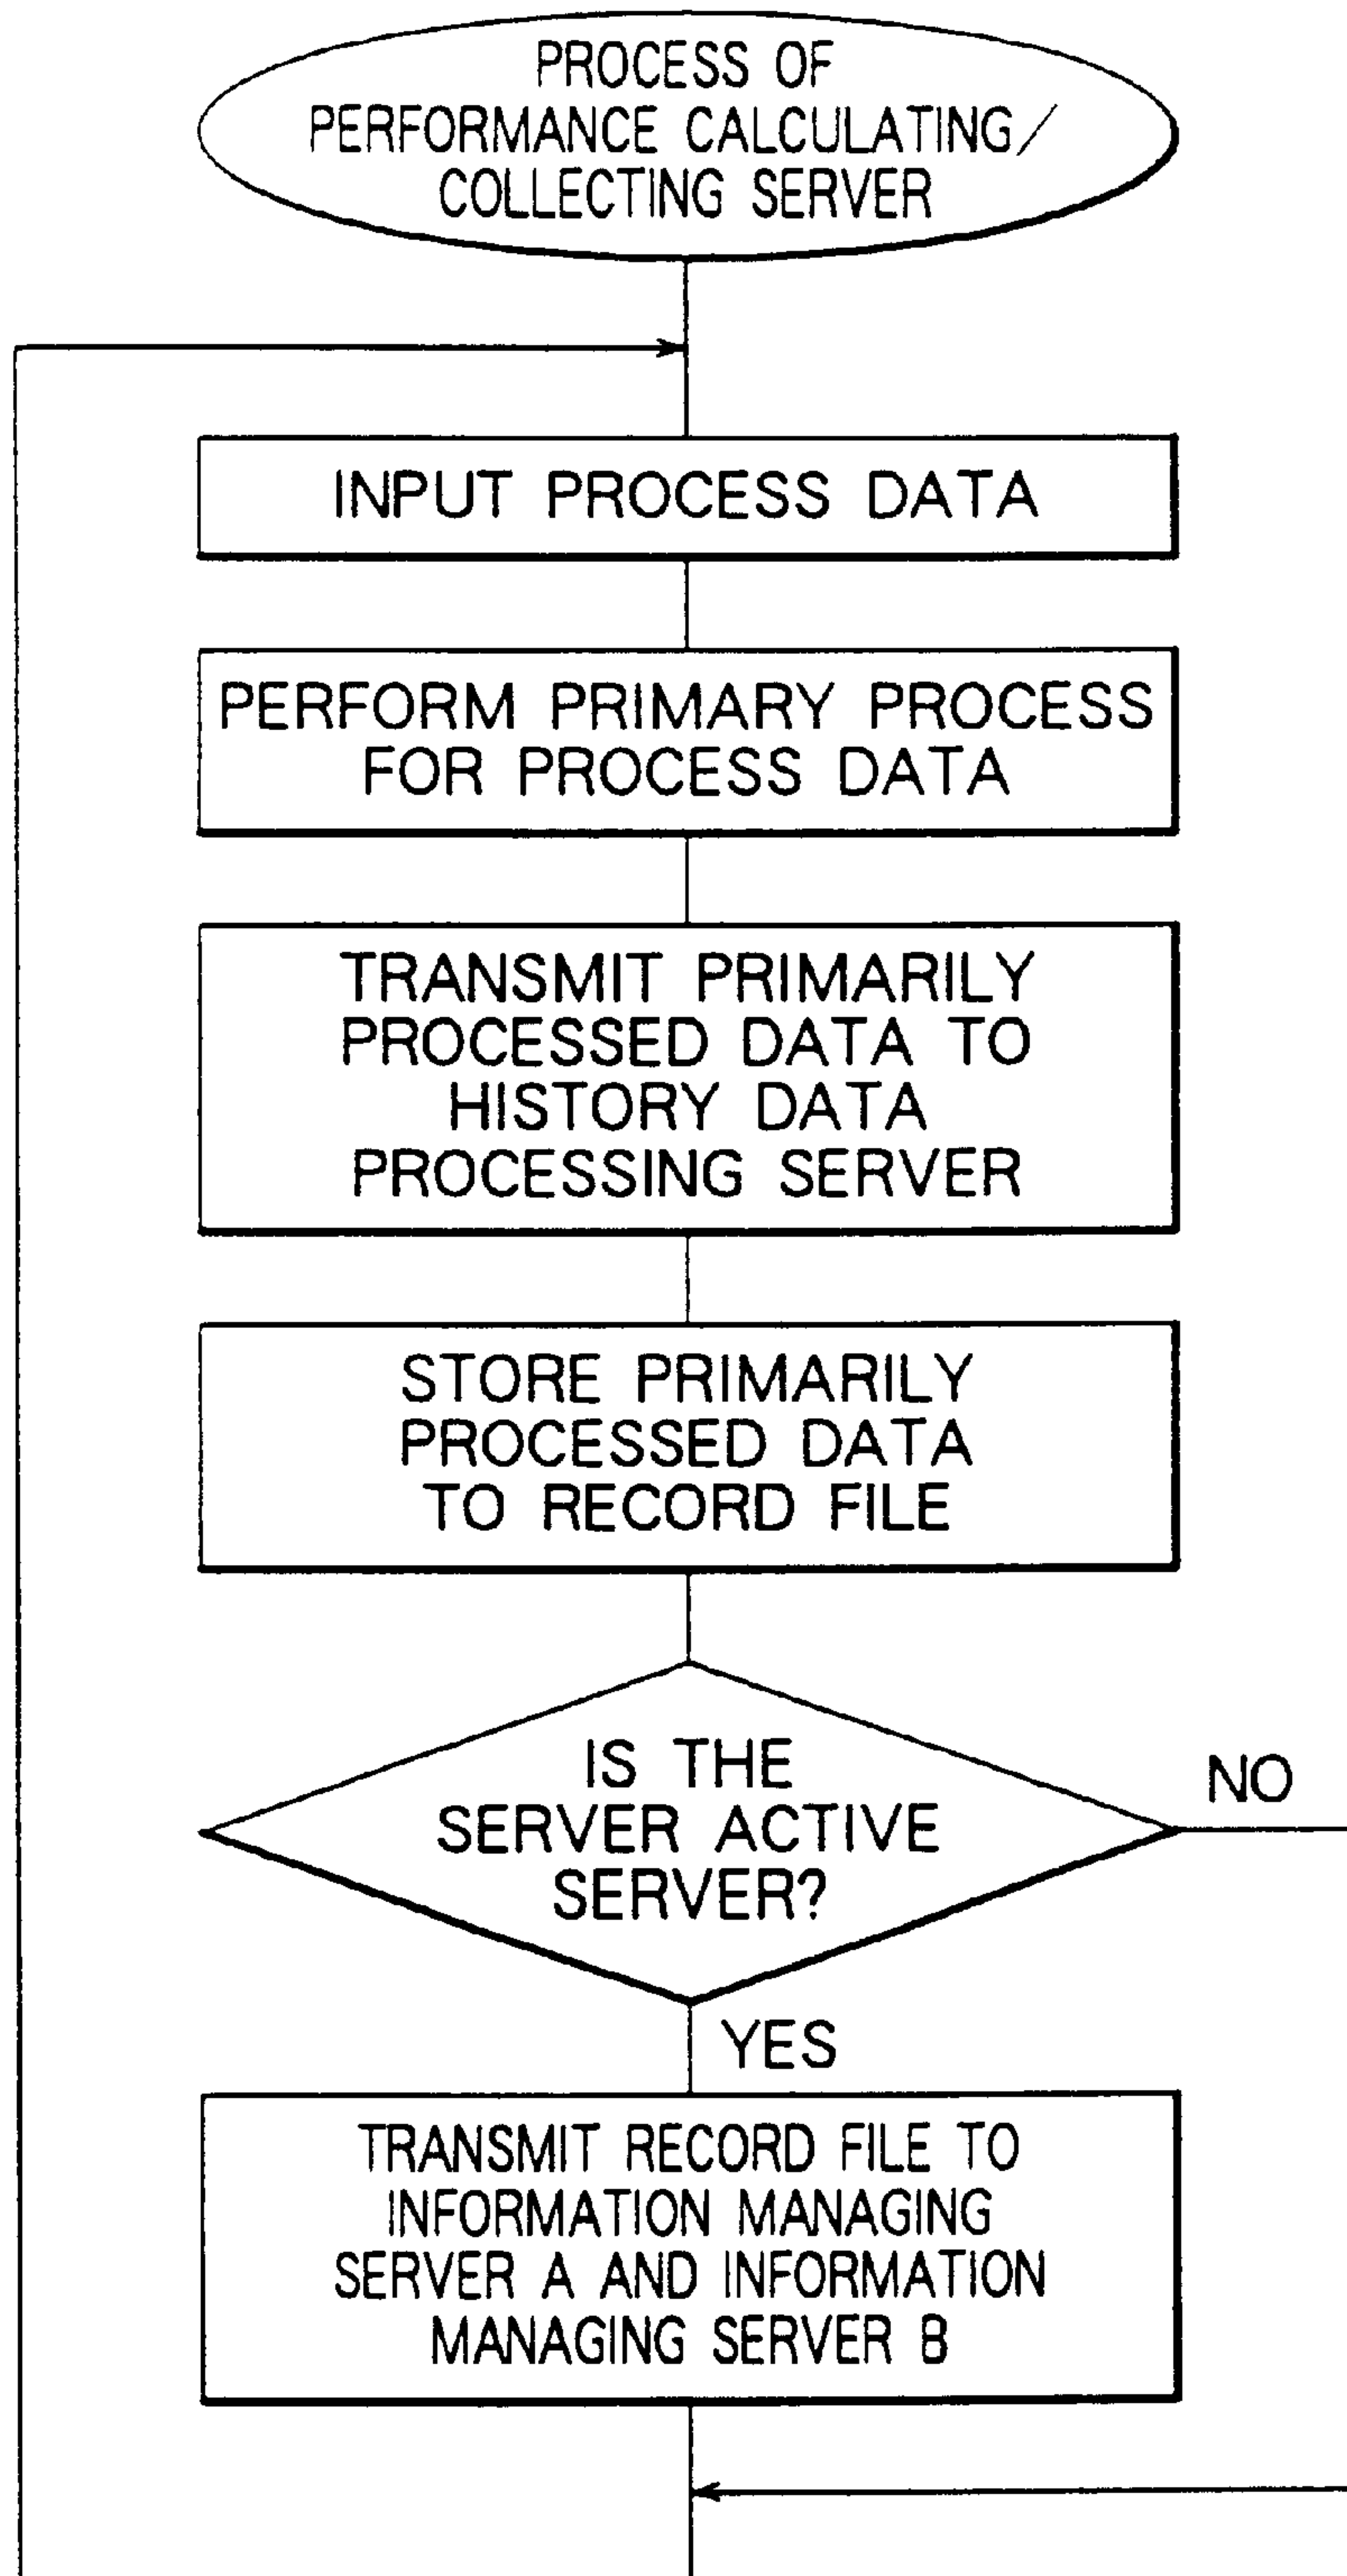 PROCESS OF
PERFORMANCE CALCULATING/
COLLECTING SERVER
INPUT PROCESS DATA
PERFORM PRIMARY PROCESS
FOR PROCESS DATA
TRANSMIT PRIMARILY
PROCESSED DATA TO
HISTORY DATA
PROCESSING SERVER
STORE PRIMARILY
PROCESSED DATA
TO RECORD FILE
IS THE
SERVER ACTIVE
SERVER?
NO
YES
TRANSMIT RECORD FILE TO
INFORMATION MANAGING
SERVER A AND INFORMATION
MANAGING SERVER B